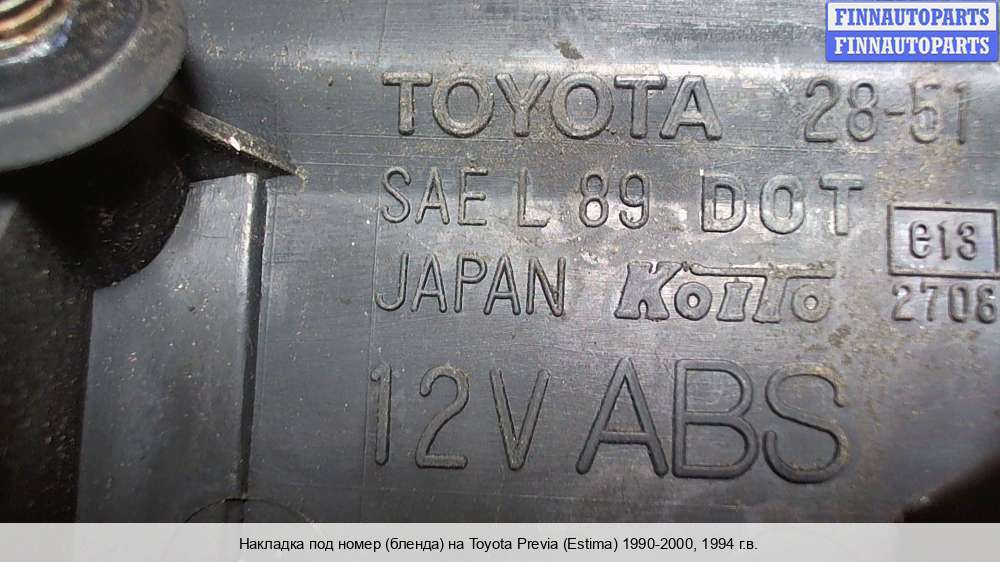 FINNAUTOPARTS
FINNAUTOPARTS
TOYOTA 28-51
SAE L 89 DOT
e13
JAPAN KOITO
2708
12V ABS
Накладка под номер (бленда) на Toyota Previa (Estima) 1990-2000, 1994 г.в.